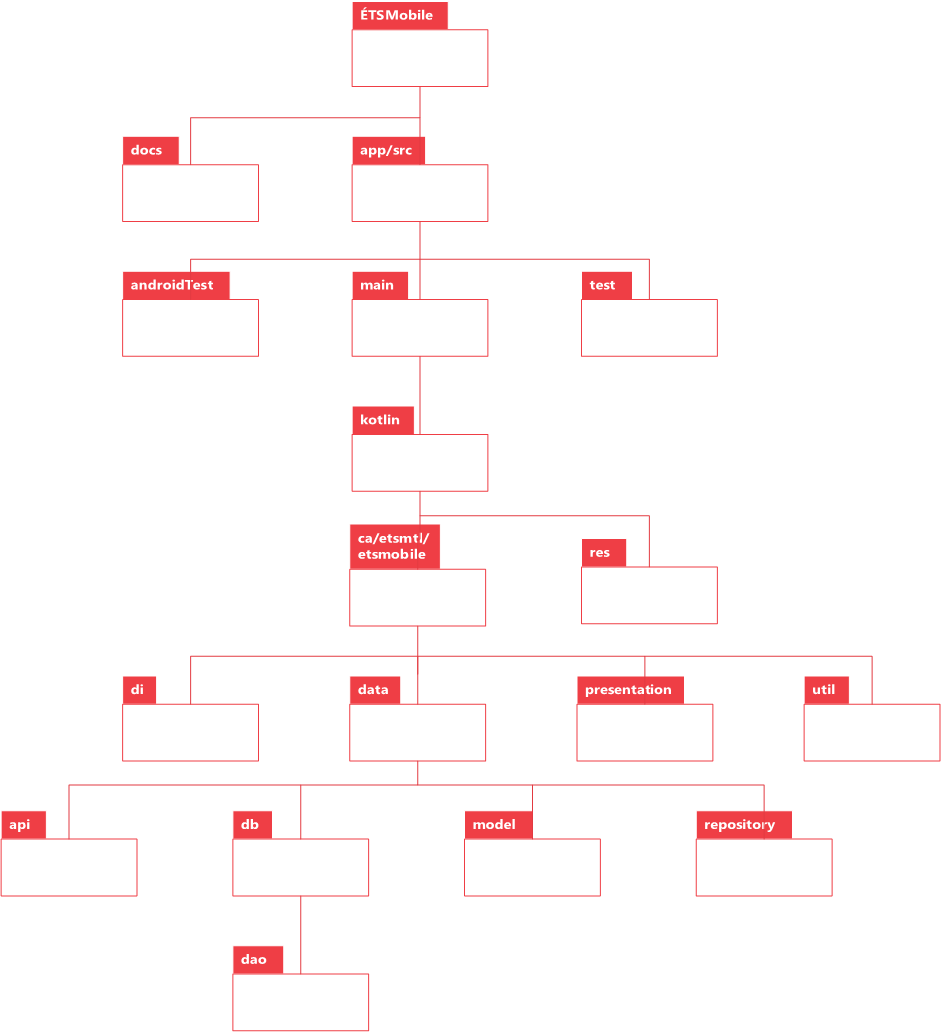 ÉTSMobile
docs
app/src
androidTest
main
test
kotlin
ca/etsmtl/
etsmobile
res
di
data
presentation
util
api
db
model
repository
dao